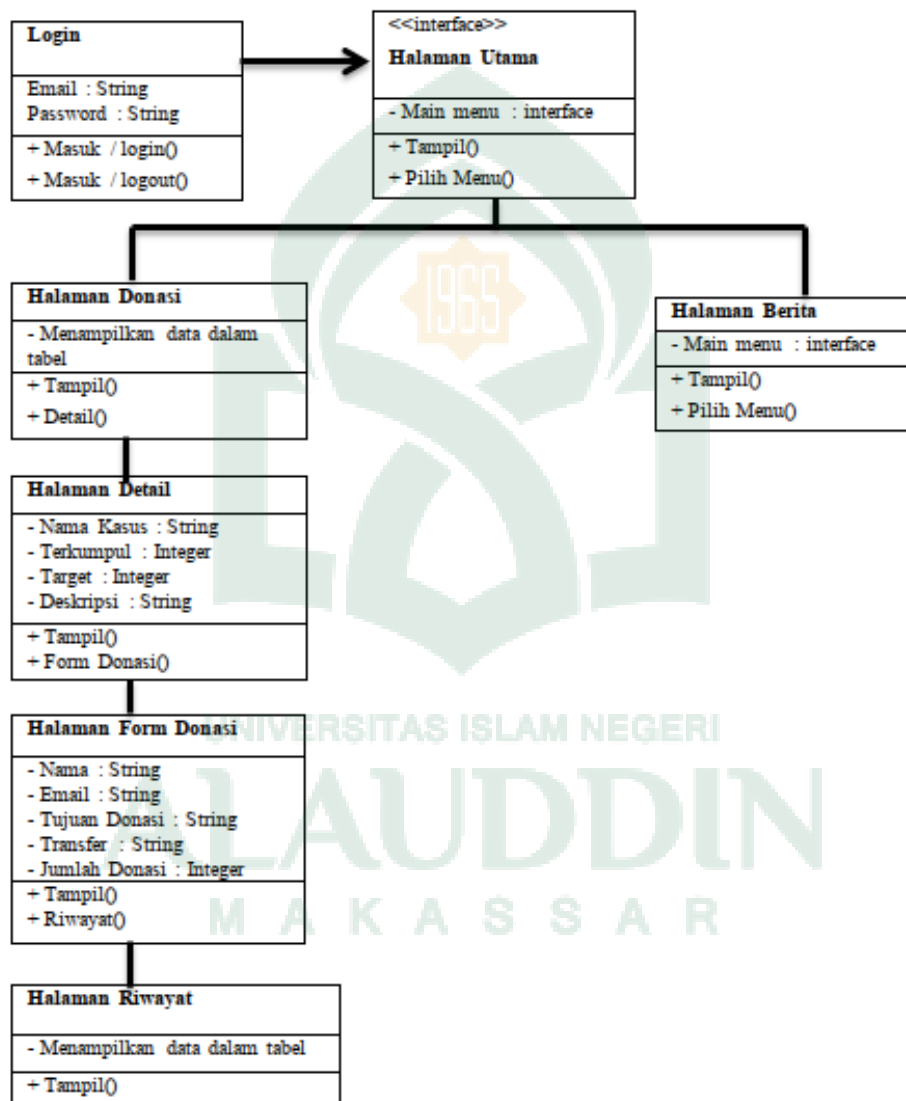 Login
Email : String
Password : String
+ Masuk / login()
+ Masuk / logout()
<<interface>>
Halaman Utama
- Main menu : interface
+ Tampil()
+ Pilih Menu()
1965
Halaman Donasi
- Menampilkan data dalam
tabel
+ Tampil()
+ Detail()
Halaman Berita
- Main menu : interface
+ Tampil()
+ Pilih Menu()
Halaman Detail
- Nama Kasus : String
- Terkumpul : Integer
- Target : Integer
- Deskripsi : String
+ Tampil()
+ Form Donasi()
Halaman Form Donasi
- Nama : String
- Email : String
- Tujuan Donasi : String
- Transfer : String
- Jumlah Donasi : Integer
+ Tampil()
+ Riwayat()
UNIVERSITAS ISLAM NEGERI
ALAUDDIN
MAKASSAR
Halaman Riwayat
- Menampilkan data dalam tabel
+ Tampil()